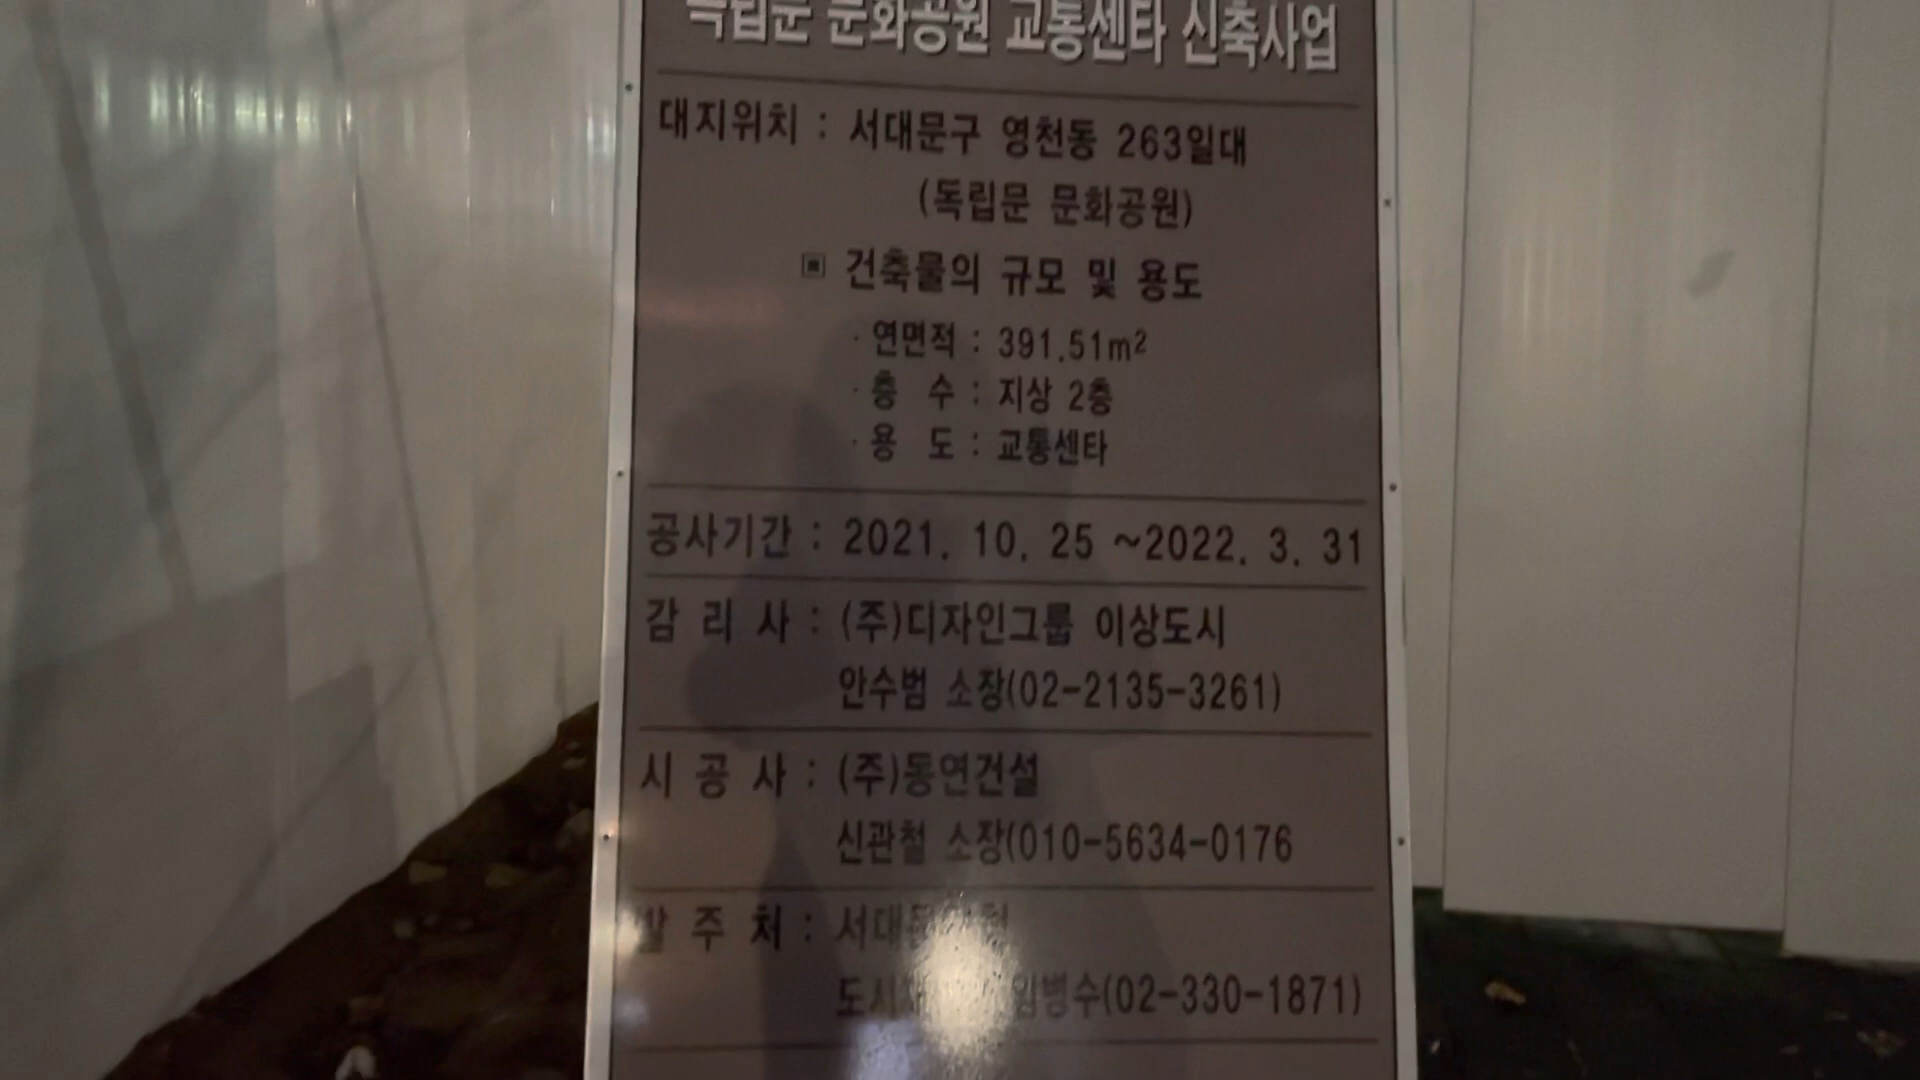 독립문 문화공원 교통센타 신축사업
대지위치 : 서대문구 영천동 263일대
(독립문 문화공원)
▣ 건축물의 규모 및 용도
· 연면적 : 391.51m²
· 층 수 : 지상 2층
· 용 도 : 교통센타
공사기간 : 2021. 10. 25 ~2022. 3. 31
감 리 사 : (주)디자인그룹 이상도시
안수범 소장(02-2135-3261)
시 공 사 : (주)동연건설
신관철 소장(010-5634-0176
발 주 처 :
(02-330-1871)